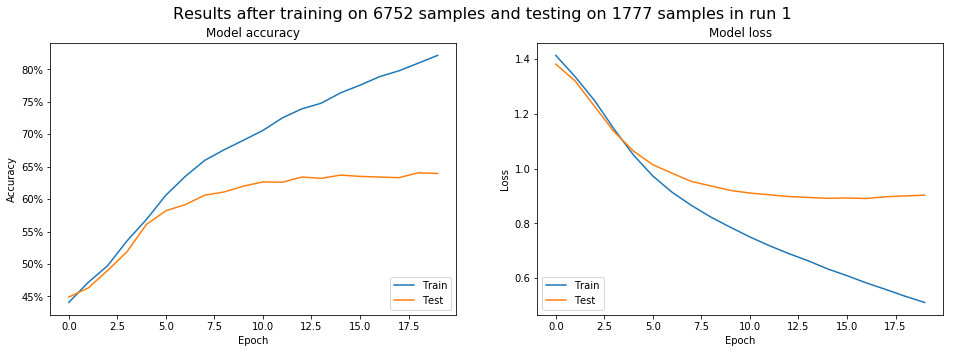 Results after training on 6752 samples and testing on 1777 samples in run 1
Model accuracy
80%
75%
70%
65%
60%
55%
50%
45%
Accuracy
0.0 2.5 5.0 7.5 10.0 12.5 15.0 17.5
Epoch
Train
Test
Model loss
1.4
1.2
1.0
0.8
0.6
Loss
0.0 2.5 5.0 7.5 10.0 12.5 15.0 17.5
Epoch
Train
Test